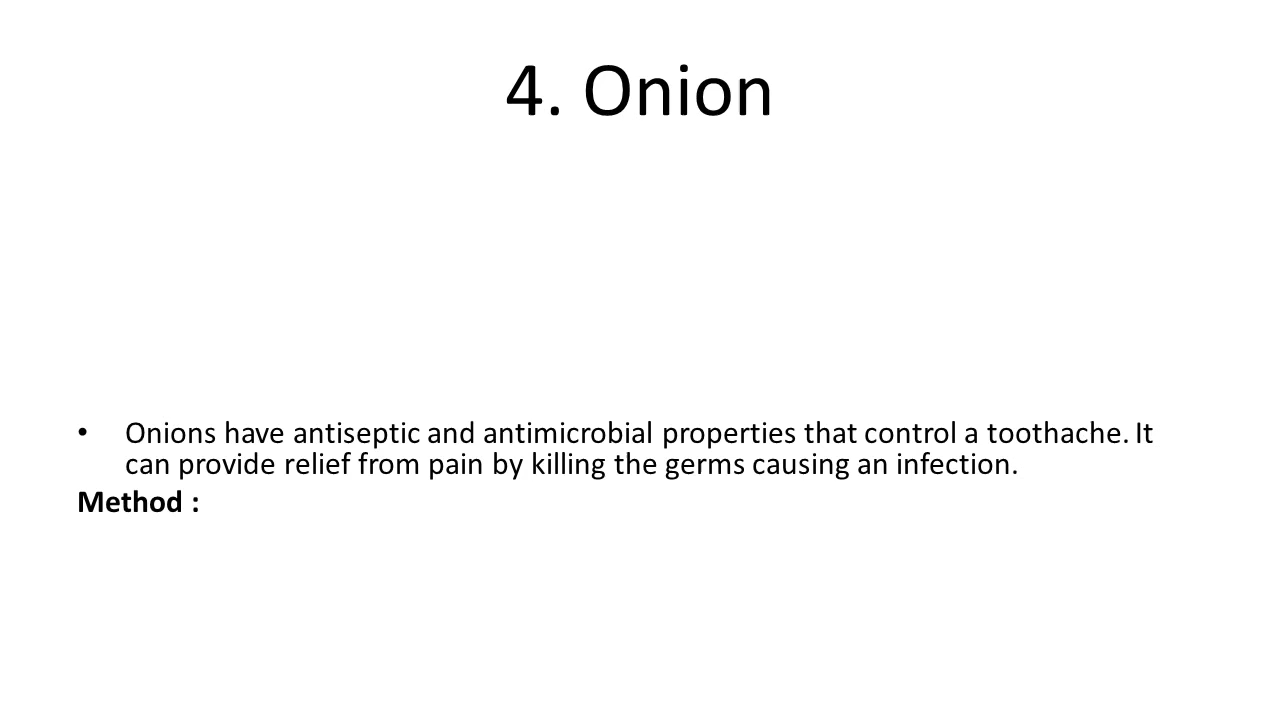 4. Onion
• Onions have antiseptic and antimicrobial properties that control a toothache. It
can provide relief from pain by killing the germs causing an infection.
Method :